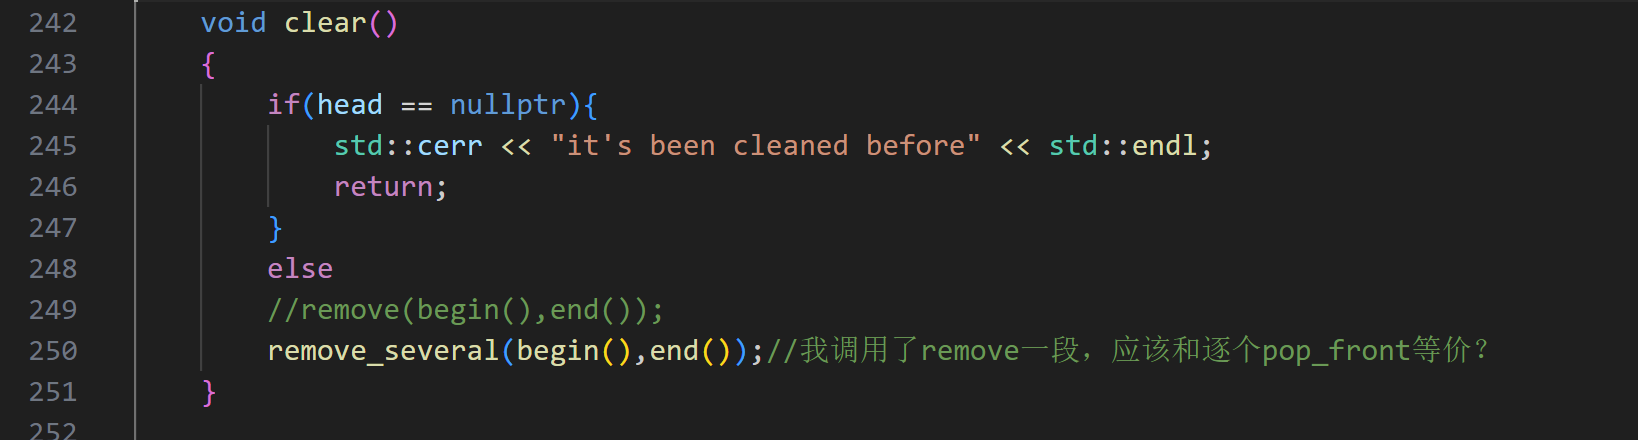 242 void clear()
243 {
244 if(head == nullptr){
245 std::cerr << "it's been cleaned before" << std::endl;
246 return;
247 }
248 else
249 //remove(begin(),end());
250 remove_several(begin(),end());//我调用了remove一段，应该和逐个pop_front等价？
251 }
252